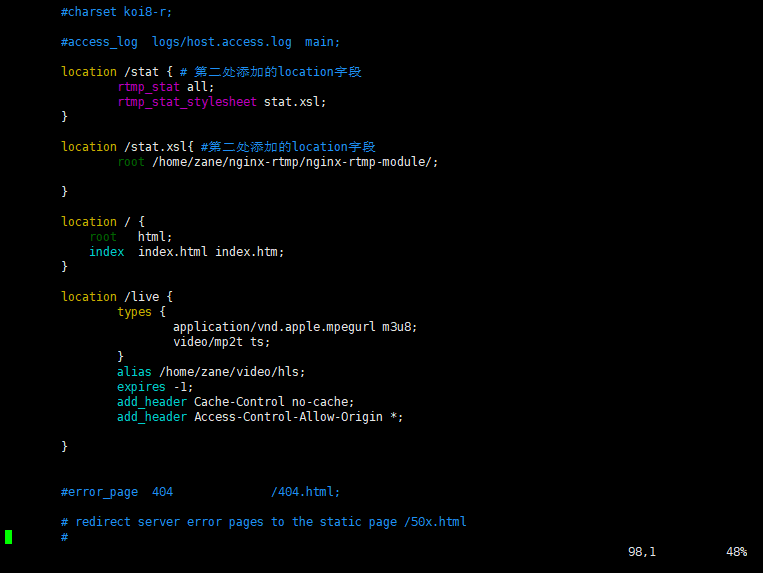 #charset koi8-r;
#access_log  logs/host.access.log  main;
location /stat { # 第二处添加的location字段
rtmp_stat all;
rtmp_stat_stylesheet stat.xsl;
}
location /stat.xsl{ #第二处添加的location字段
root /home/zane/nginx-rtmp/nginx-rtmp-module/;
}
location / {
root   html;
index  index.html index.htm;
}
location /live {
types {
application/vnd.apple.mpegurl m3u8;
video/mp2t ts;
}
alias /home/zane/video/hls;
expires -1;
add_header Cache-Control no-cache;
add_header Access-Control-Allow-Origin *;
}
#error_page  404              /404.html;
# redirect server error pages to the static page /50x.html
#
98,1          48%